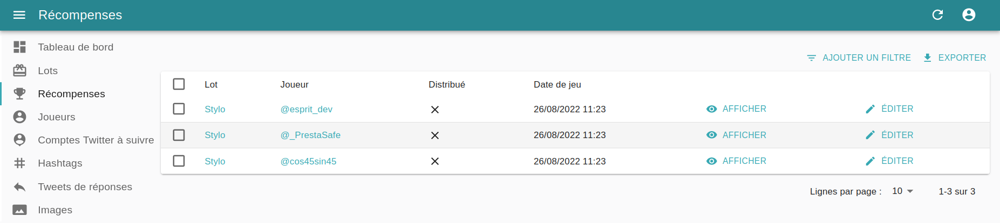 Récompenses
Tableau de bord
Lots
Récompenses
Joueurs
Comptes Twitter à suivre
Hashtags
Tweets de réponses
Images
AJOUTER UN FILTRE EXPORTER
Lot Joueur Distribué Date de jeu
Stylo @esprit_dev 26/08/2022 11:23 AFFICHER ÉDITER
Stylo @_PrestaSafe 26/08/2022 11:23 AFFICHER ÉDITER
Stylo @cos45sin45 26/08/2022 11:23 AFFICHER ÉDITER
Lignes par page : 10 1-3 sur 3